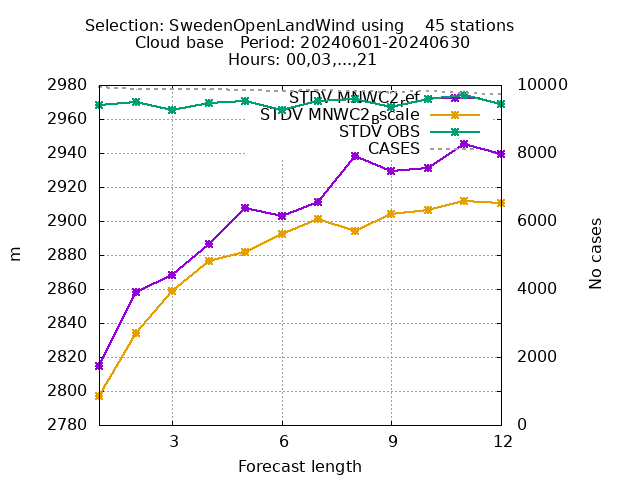 Selection: SwedenOpenLandWind using    45 stations
Cloud base   Period: 20240601-20240630
Hours: 00,03,...,21
2980
2960
2940
2920
2900
2880
2860
2840
2820
2800
2780
10000
8000
6000
4000
2000
0
STDV MNWC2_ref
STDV MNWC2_Bscale
STDV OBS
CASES
m
No cases
3
6
9
12
Forecast length